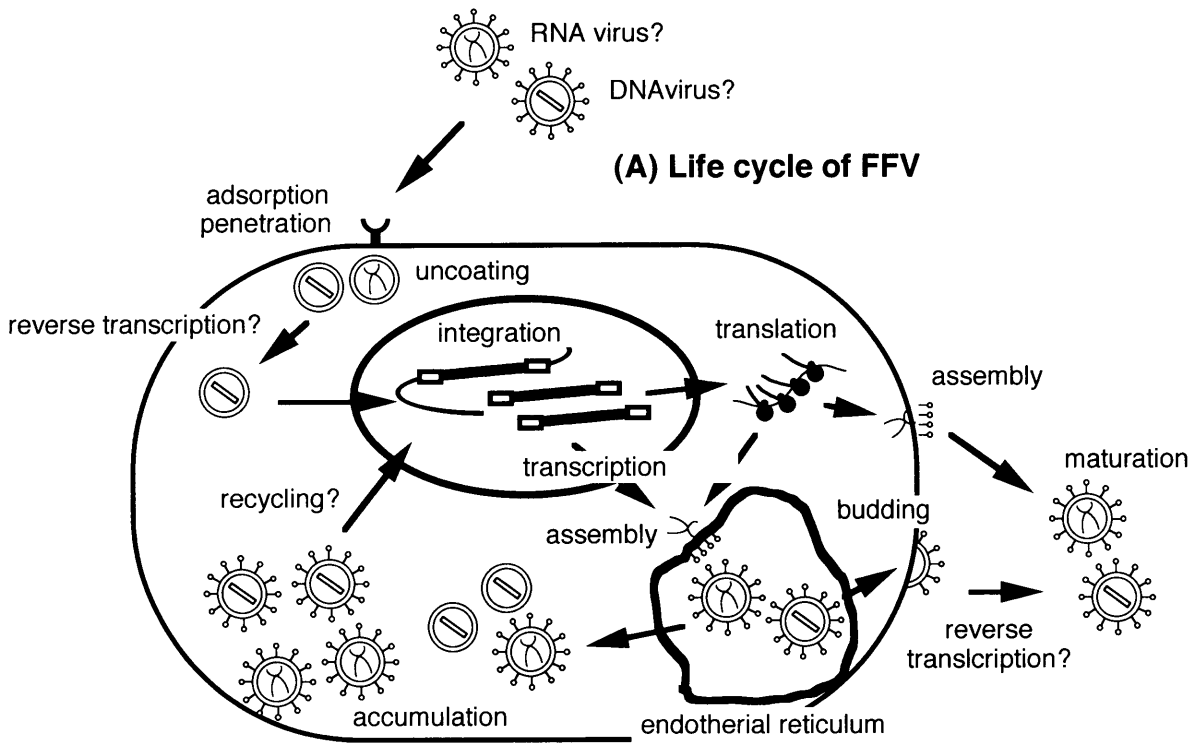 RNA virus?
DNAvirus?
(A) Life cycle of FFV
adsorption
penetration
uncoating
reverse transcription?
integration
translation
assembly
transcription
maturation
recycling?
budding
assembly
reverse
translcription?
accumulation
endotherial reticulum